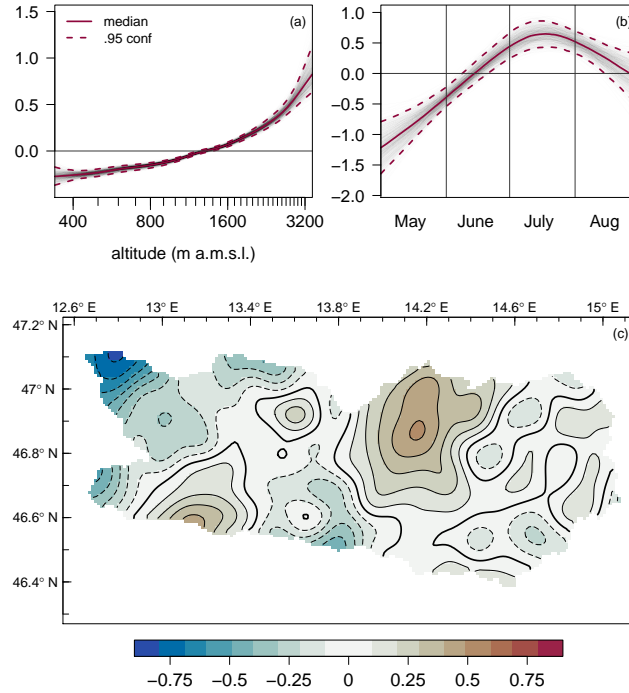 (a)
median
.95 conf
1.5
1.0
0.5
0.0
400 800 1600 3200
altitude (m a.m.s.l.)
(b)
1.0
0.5
0.0
−0.5
−1.0
−1.5
−2.0
May June July Aug
12.6° E 13° E 13.4° E 13.8° E 14.2° E 14.6° E 15° E
(c)
47.2° N
47° N
46.8° N
46.6° N
46.4° N
−0.75 −0.5 −0.25 0 0.25 0.5 0.75